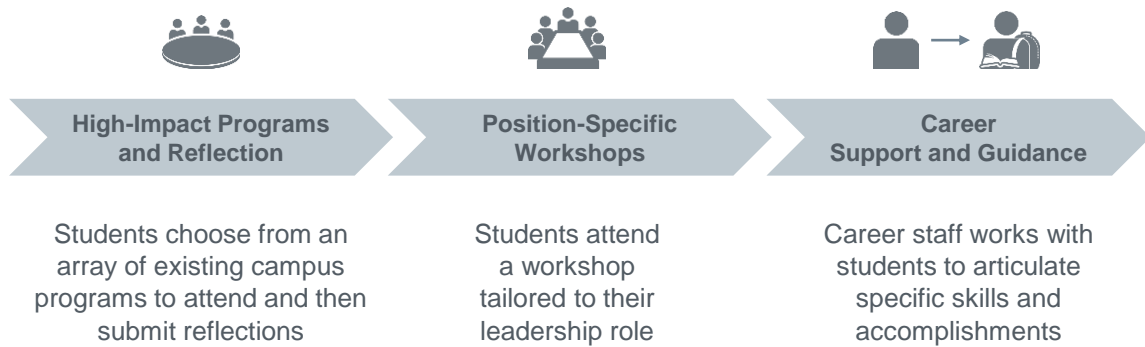 High-Impact Programs
and Reflection
Students choose from an
array of existing campus
programs to attend and then
submit reflections
Position-Specific
Workshops
Students attend
a workshop
tailored to their
leadership role
Career
Support and Guidance
Career staff works with
students to articulate
specific skills and
accomplishments